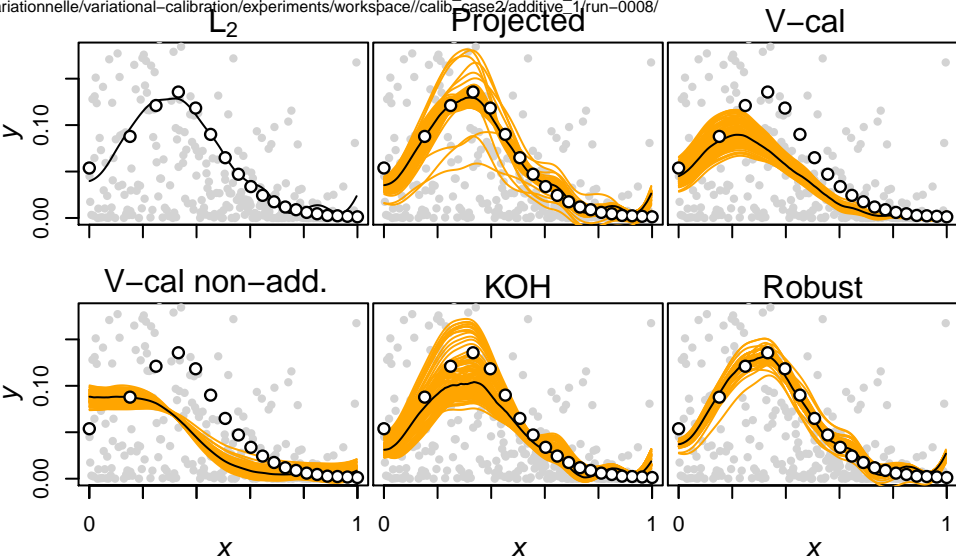 ariationnelle/variational-calibration/experiments/workspace//calib_case2/additive_1/run-0008/
L2 Projected V−cal
y 0.00 0.10
V−cal non−add. KOH Robust
y 0.00 0.10
0 1 0 1 0 1
x x x